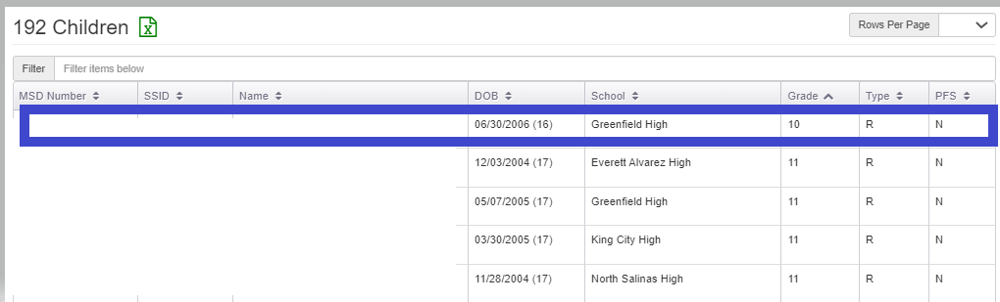 192 Children
Rows Per Page
Filter Filter items below
MSD Number SSID Name DOB School Grade Type PFS
06/30/2006 (16) Greenfield High 10 R N
12/03/2004 (17) Everett Alvarez High 11 R N
05/07/2005 (17) Greenfield High 11 R N
03/30/2005 (17) King City High 11 R N
11/28/2004 (17) North Salinas High 11 R N